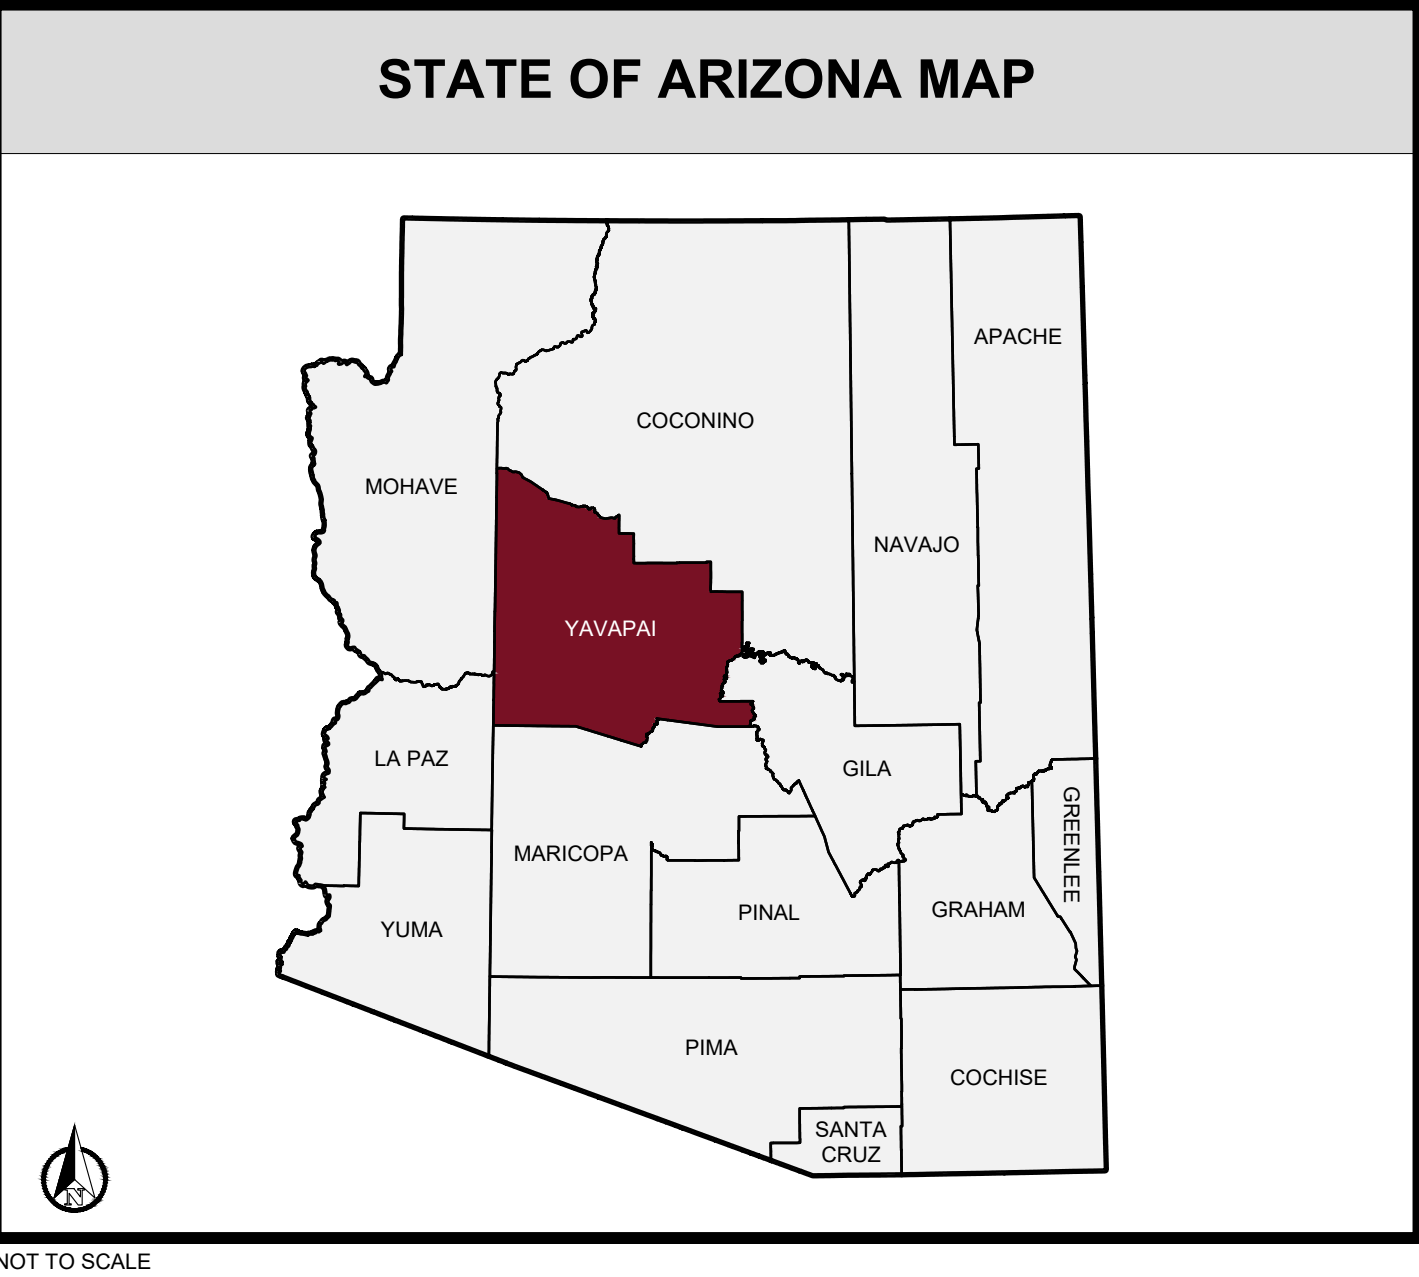 STATE OF ARIZONA MAP
APACHE
COCONINO
MOHAVE
NAVAJO
YAVAPAI
LA PAZ
GILA
GREENLEE
MARICOPA
PINAL
GRAHAM
YUMA
PIMA
COCHISE
SANTA
CRUZ
N
NOT TO SCALE